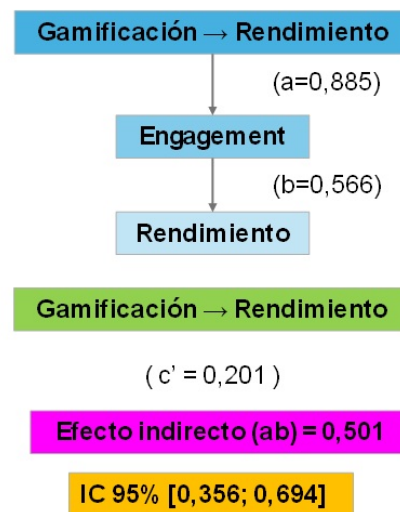 Gamificación → Rendimiento
(a=0,885)
Engagement
(b=0,566)
Rendimiento
Gamificación → Rendimiento
( c’ = 0,201 )
Efecto indirecto (ab) = 0,501
IC 95% [0,356; 0,694]